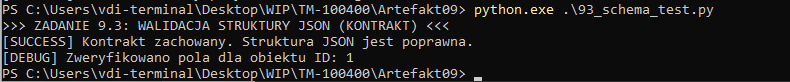 PS C:\Users\vdi-terminal\Desktop\WIP\TM-100400\Artefakt09> python.exe .\93_schema_test.py
>>> ZADANIE 9.3: WALIDACJA STRUKTURY JSON (KONTRAKT) <<<
[SUCCESS] Kontrakt zachowany. Struktura JSON jest poprawna.
[DEBUG] Zweryfikowano pola dla obiektu ID: 1
PS C:\Users\vdi-terminal\Desktop\WIP\TM-100400\Artefakt09>